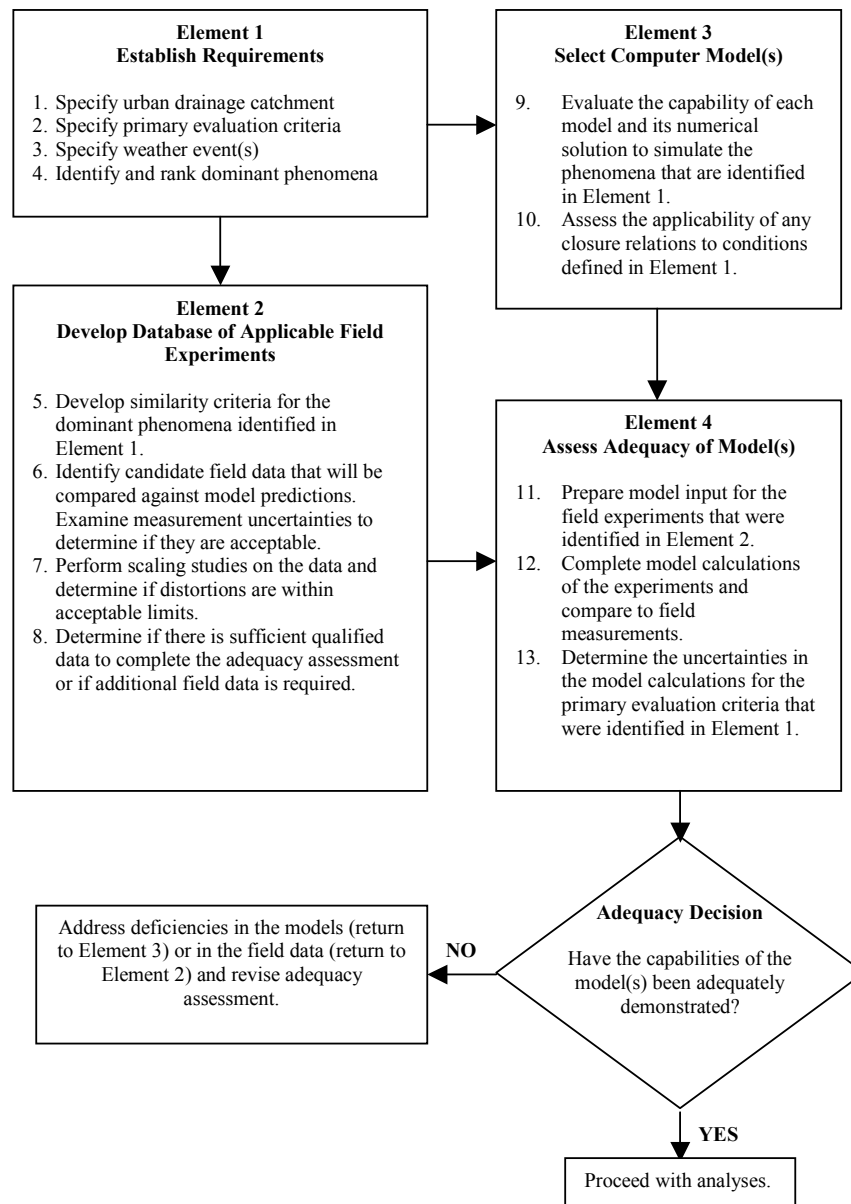 Element 1
Establish Requirements
1. Specify urban drainage catchment
2. Specify primary evaluation criteria
3. Specify weather event(s)
4. Identify and rank dominant phenomena
Element 2
Develop Database of Applicable Field
Experiments
5. Develop similarity criteria for the
dominant phenomena identified in
Element 1.
6. Identify candidate field data that will be
compared against model predictions.
Examine measurement uncertainties to
determine if they are acceptable.
7. Perform scaling studies on the data and
determine if distortions are within
acceptable limits.
8. Determine if there is sufficient qualified
data to complete the adequacy assessment
or if additional field data is required.
Element 3
Select Computer Model(s)
9. Evaluate the capability of each
model and its numerical
solution to simulate the
phenomena that are identified
in Element 1.
10. Assess the applicability of any
closure relations to conditions
defined in Element 1.
Element 4
Assess Adequacy of Model(s)
11. Prepare model input for the
field experiments that were
identified in Element 2.
12. Complete model calculations
of the experiments and
compare to field
measurements.
13. Determine the uncertainties in
the model calculations for the
primary evaluation criteria that
were identified in Element 1.
Adequacy Decision
Have the capabilities of the
model(s) been adequately
demonstrated?
NO
Address deficiencies in the models (return
to Element 3) or in the field data (return to
Element 2) and revise adequacy
assessment.
YES
Proceed with analyses.